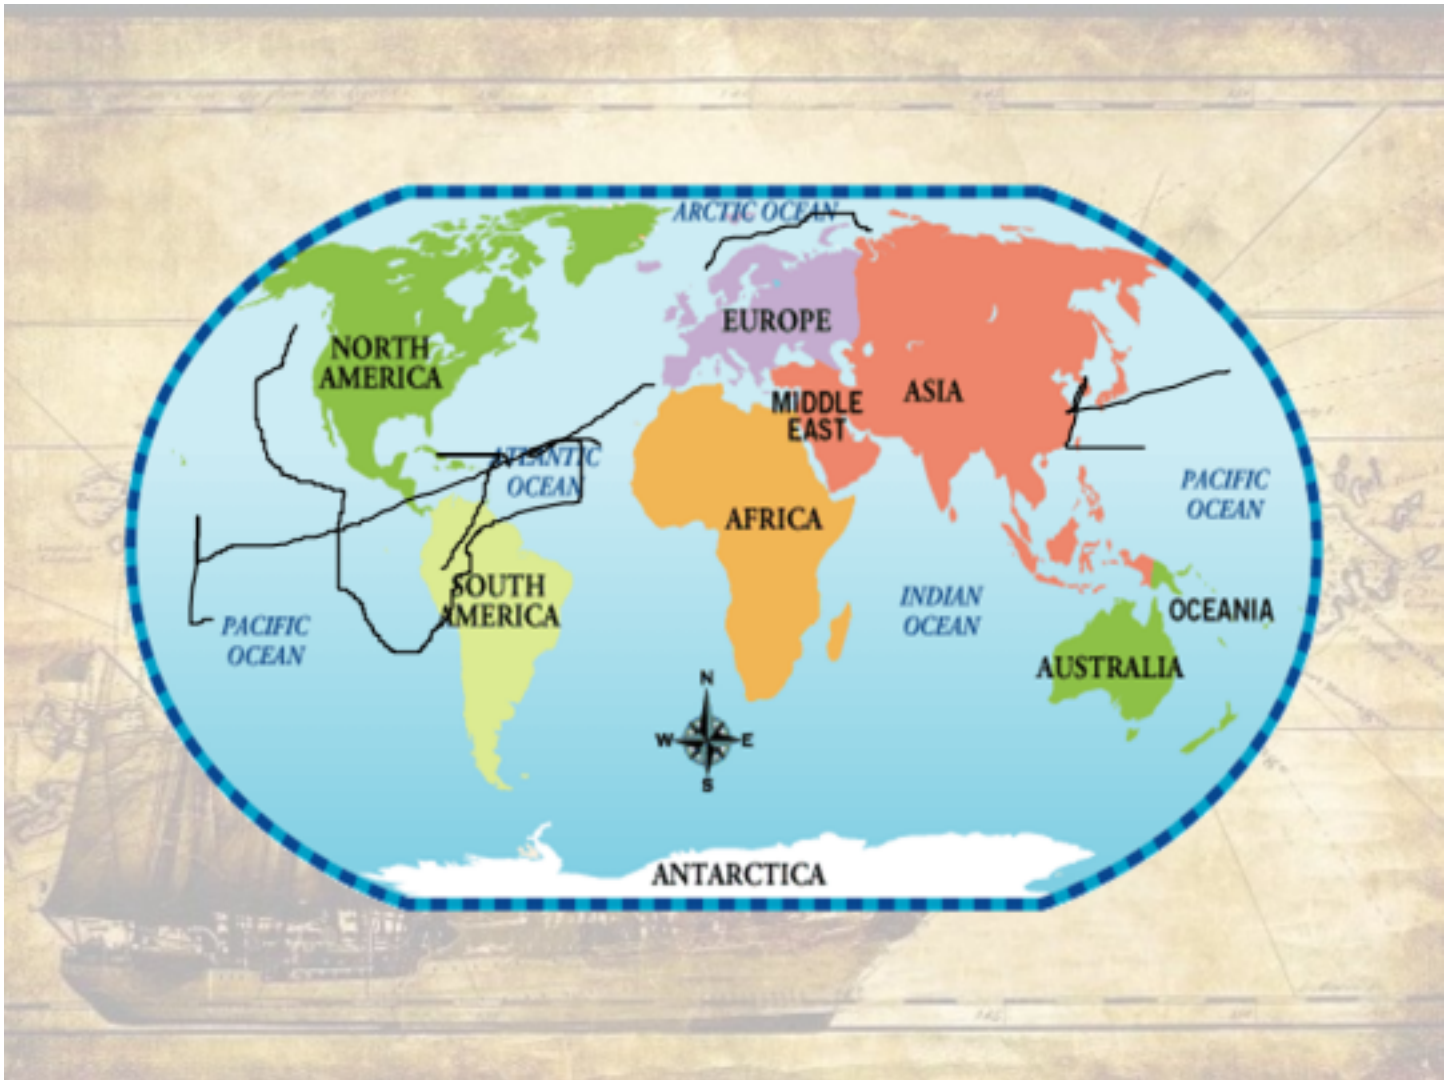 ARCTIC OCEAN
NORTH
AMERICA
EUROPE
ASIA
MIDDLE
EAST
ATLANTIC
OCEAN
PACIFIC
OCEAN
AFRICA
SOUTH
AMERICA
INDIAN
OCEAN
OCEANIA
PACIFIC
OCEAN
AUSTRALIA
N
W
E
S
ANTARCTICA